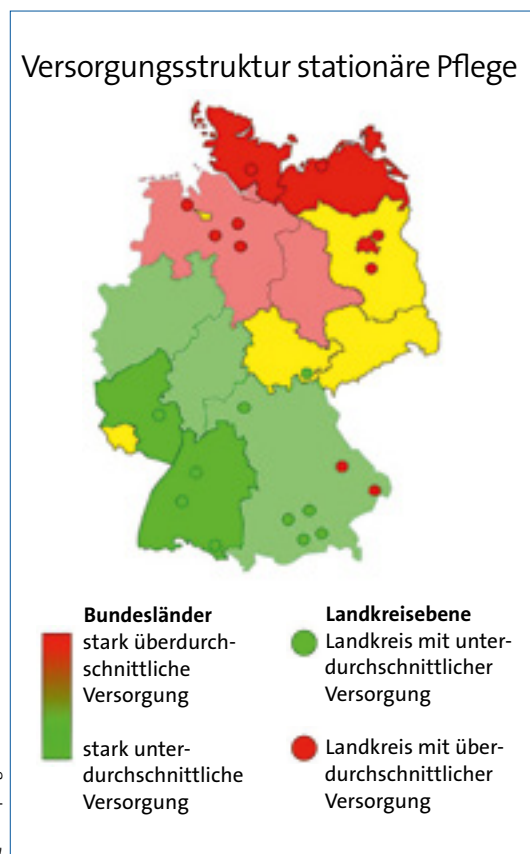 Versorgungsstruktur stationäre Pflege
Bundesländer
stark überdurch-
schnittliche
Versorgung
stark unter-
durchschnittliche
Versorgung
Landkreisebene
Landkreis mit unter-
durchschnittlicher
Versorgung
Landkreis mit über-
durchschnittlicher
Versorgung